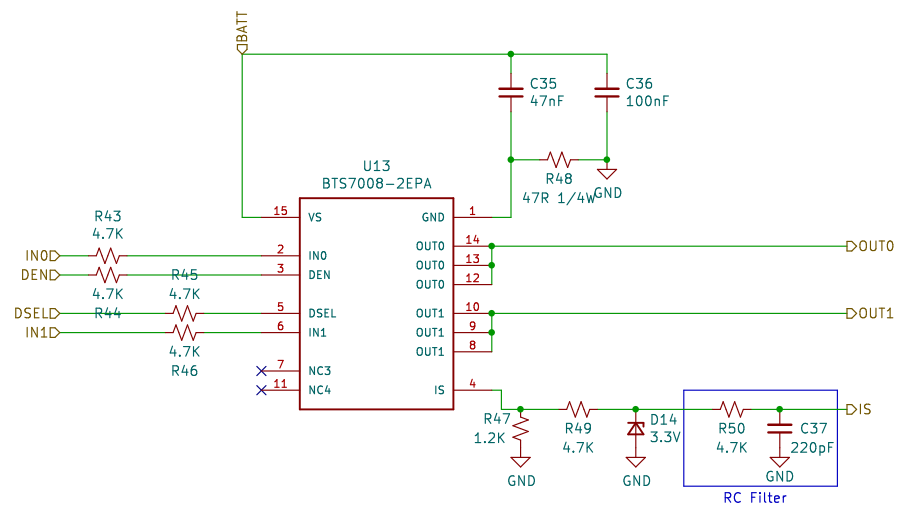 BATT
C35
47nF
C36
100nF
R48
47R 1/4W
GND
U13
BTS7008-2EPA
15 VS
GND 1
R43
4.7K
IN0
2 IN0
OUT0 14
OUT0
DEN
3 DEN
OUT0 13
4.7K
R44
R45
4.7K
OUT0 12
DSEL
5 DSEL
OUT1 10
OUT1
IN1
6 IN1
OUT1 9
4.7K
R46
OUT1 8
7 NC3
11 NC4
IS 4
R47
1.2K
GND
R49
4.7K
D14
3.3V
GND
R50
4.7K
C37
220pF
GND
IS
RC Filter